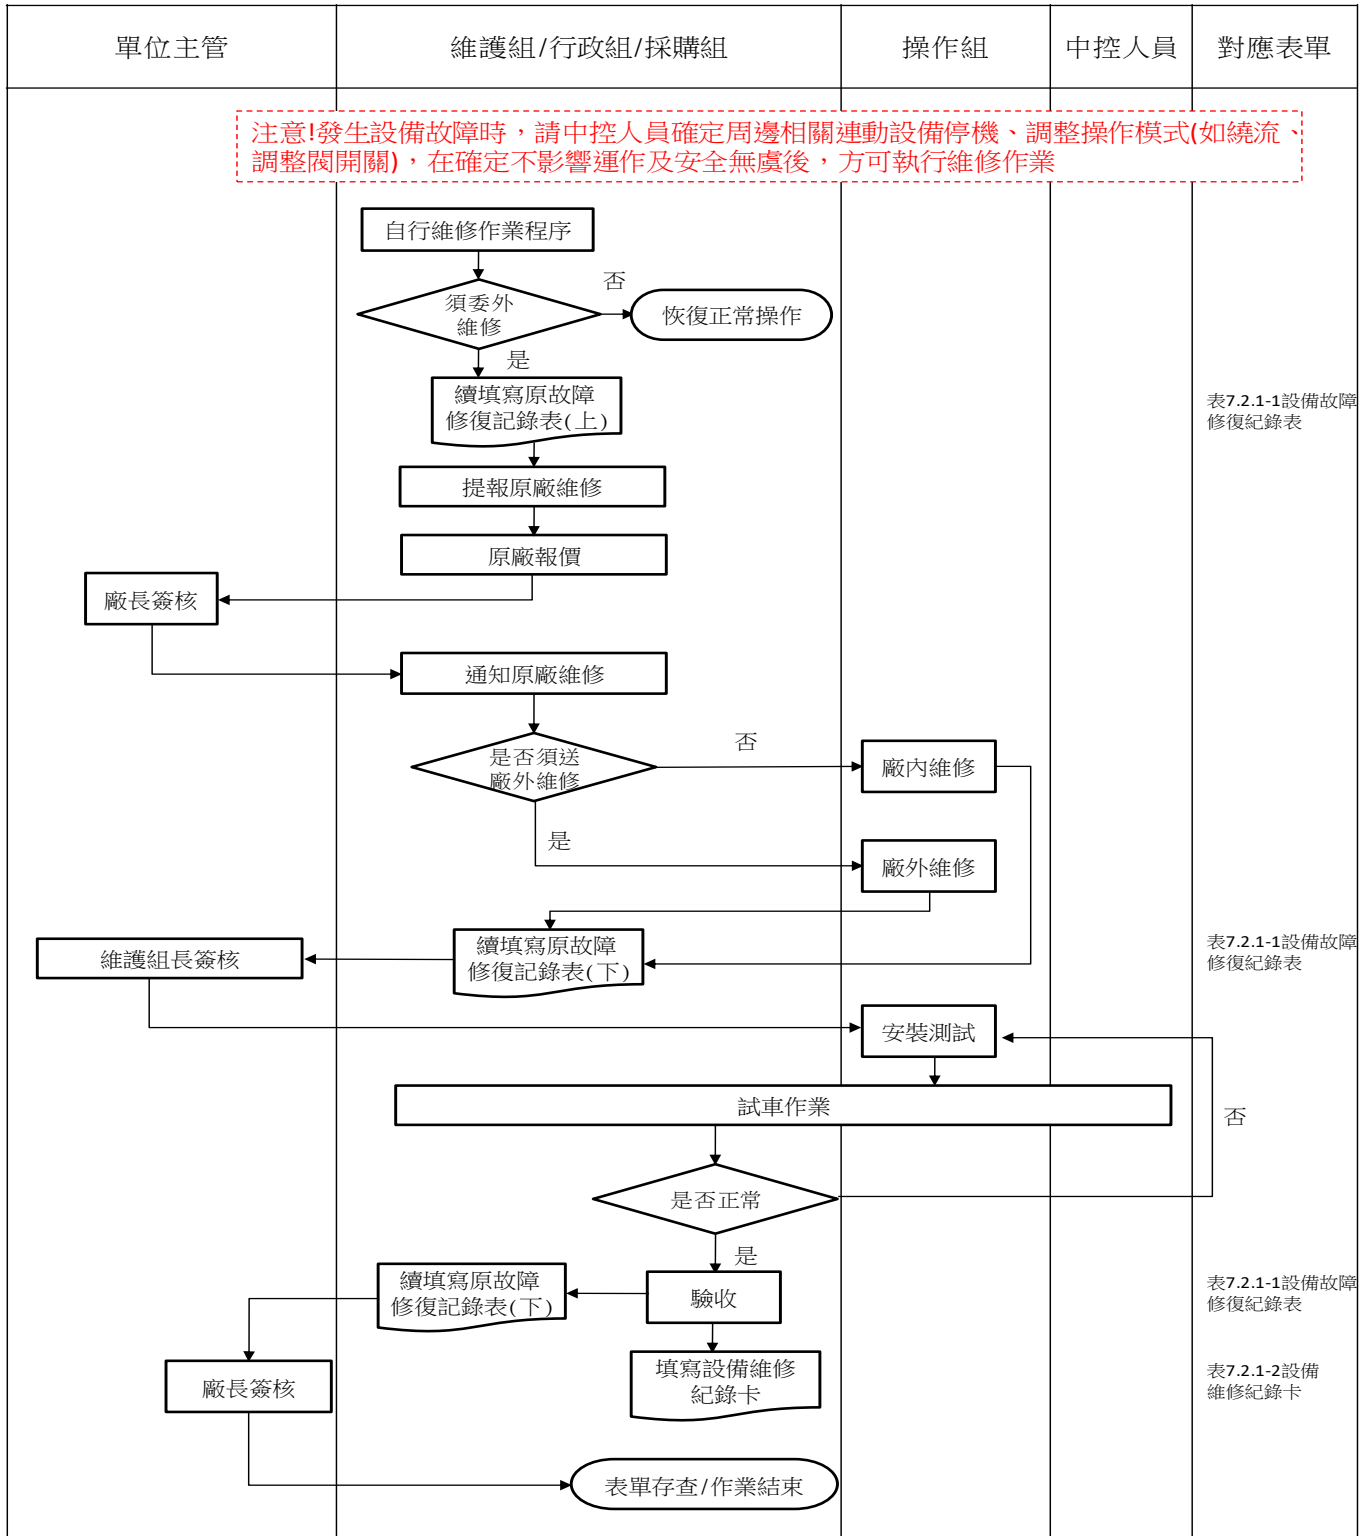 單位主管
維護組/行政組/採購組
操作組
中控人員
對應表單
注意!發生設備故障時，請中控人員確定周邊相關連動設備停機、調整操作模式(如繞流、
調整閥開關)，在確定不影響運作及安全無虞後，方可執行維修作業
自行維修作業程序
否
須委外
維修
恢復正常操作
是
續填寫原故障
修復記錄表(上)
表7.2.1-1設備故障
修復紀錄表
提報原廠維修
原廠報價
廠長簽核
通知原廠維修
否
是否須送
廠外維修
廠內維修
是
廠外維修
續填寫原故障
修復記錄表(下)
維護組長簽核
表7.2.1-1設備故障
修復紀錄表
安裝測試
試車作業
否
是否正常
是
續填寫原故障
修復記錄表(下)
驗收
表7.2.1-1設備故障
修復紀錄表
廠長簽核
填寫設備維修
紀錄卡
表7.2.1-2設備
維修紀錄卡
表單存查/作業結束